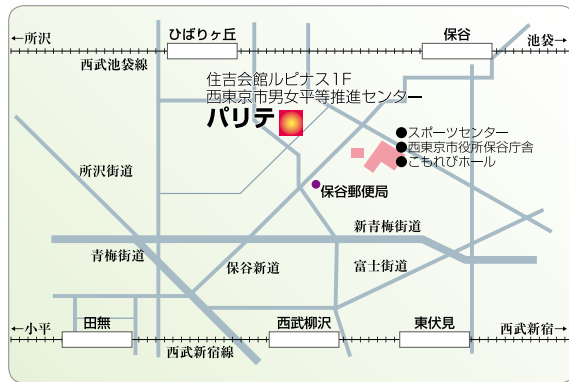 ひばりヶ丘
保谷
←所沢
池袋→
西武池袋線
住吉会館ルピナス1F
西東京市男女平等推進センター
パリテ
●スポーツセンター
●西東京市役所保谷庁舎
●こもれびホール
所沢街道
保谷郵便局
新青梅街道
青梅街道
保谷新道
富士街道
←小平
田無
西武柳沢
東伏見
西武新宿→
西武新宿線